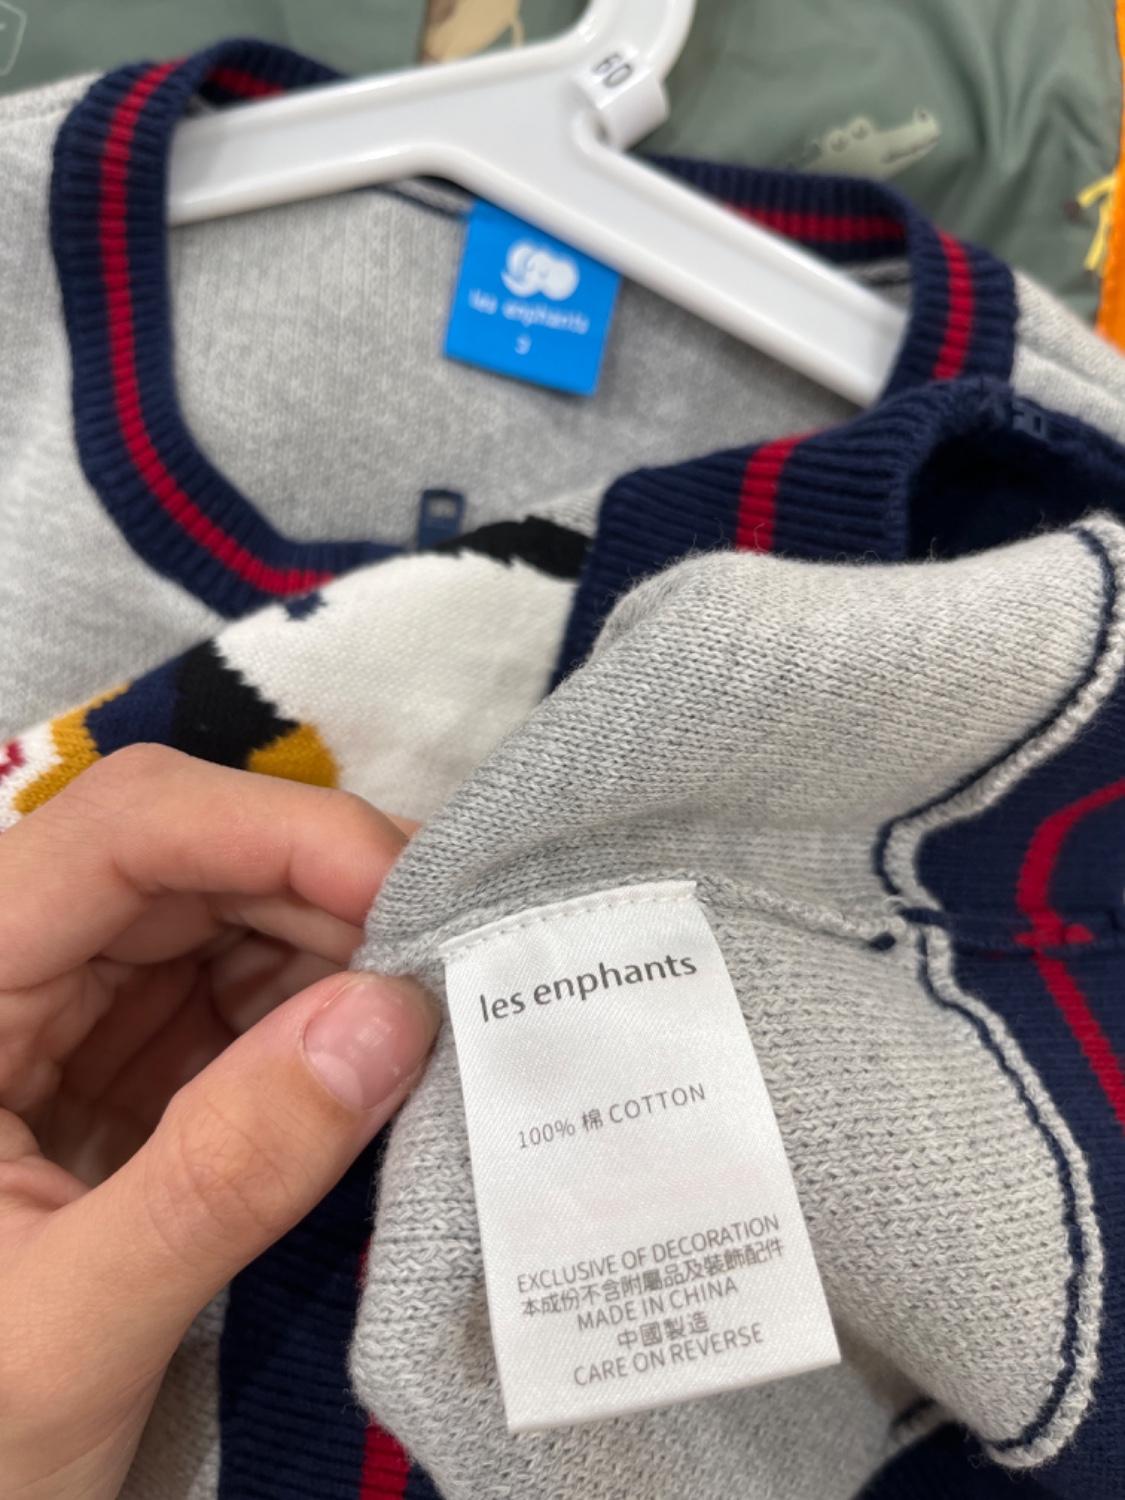 60
les enphants
3
les enphants
100% 棉 COTTON
EXCLUSIVE OF DECORATION
本成份不含附屬品及裝飾配件
MADE IN CHINA
中國製造
CARE ON REVERSE